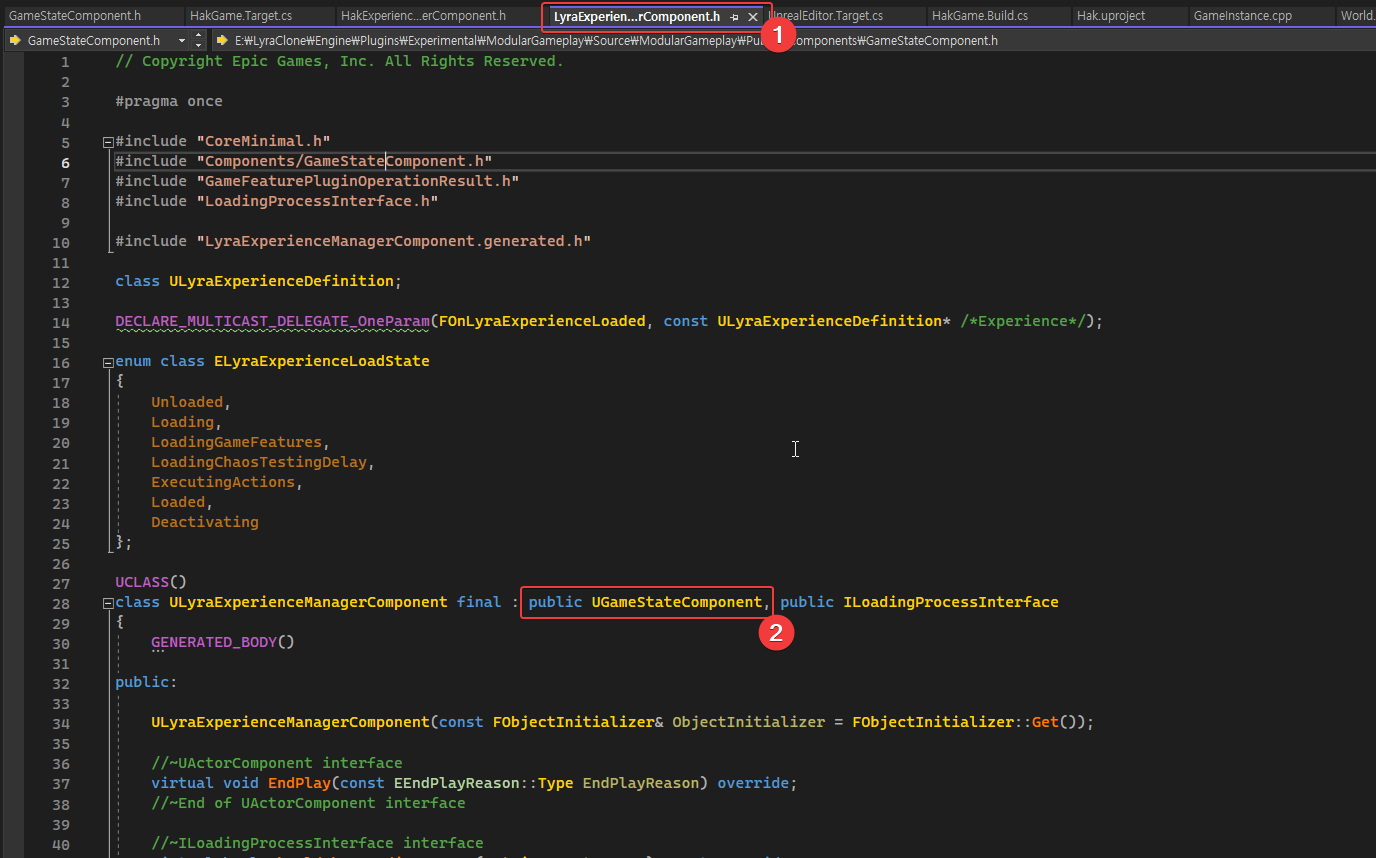 GameStateComponent.h HakGame.Target.cs HakExperienc...erComponent.h LyraExperien...rComponent.h UnrealEditor.Target.cs HakGame.Build.cs Hak.uproject GameInstance.cpp World.
1
GameStateComponent.h E:₩LyraClone₩Engine₩Plugins₩Experimental₩ModularGameplay₩Source₩ModularGameplay₩Pu omponents₩GameStateComponent.h
1 // Copyright Epic Games, Inc. All Rights Reserved.
2
3 #pragma once
4
5 #include "CoreMinimal.h"
6 #include "Components/GameStateComponent.h"
7 #include "GameFeaturePluginOperationResult.h"
8 #include "LoadingProcessInterface.h"
9
10 #include "LyraExperienceManagerComponent.generated.h"
11
12 class ULyraExperienceDefinition;
13
14 DECLARE_MULTICAST_DELEGATE_OneParam(FOnLyraExperienceLoaded, const ULyraExperienceDefinition* /*Experience*/);
15
16 enum class ELyraExperienceLoadState
17 {
18 Unloaded,
19 Loading,
20 LoadingGameFeatures,
21 LoadingChaosTestingDelay,
22 ExecutingActions,
23 Loaded,
24 Deactivating
25 };
26
27 UCLASS()
28 class ULyraExperienceManagerComponent final : public UGameStateComponent, public ILoadingProcessInterface
29 {
2
30 GENERATED_BODY()
31
32 public:
33
34 ULyraExperienceManagerComponent(const FObjectInitializer& ObjectInitializer = FObjectInitializer::Get());
35
36 //~UActorComponent interface
37 virtual void EndPlay(const EEndPlayReason::Type EndPlayReason) override;
38 //~End of UActorComponent interface
39
40 //~ILoadingProcessInterface interface